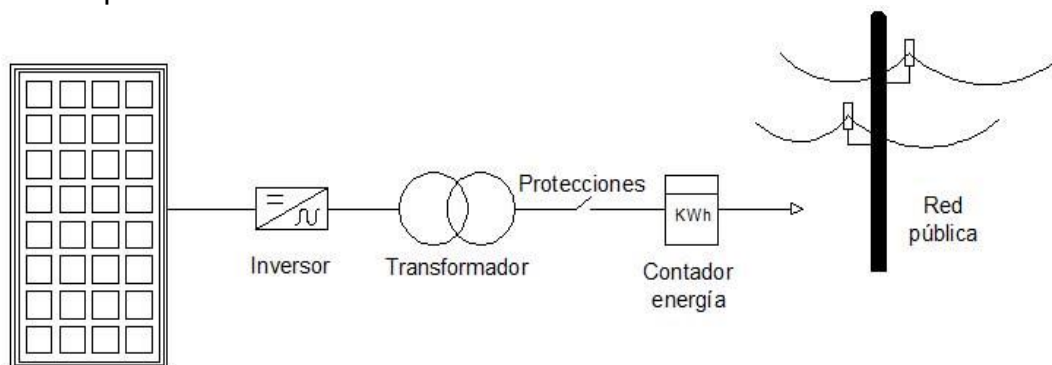 Protecciones
KWh
Inversor
Transformador
Contador
energía
Red
pública